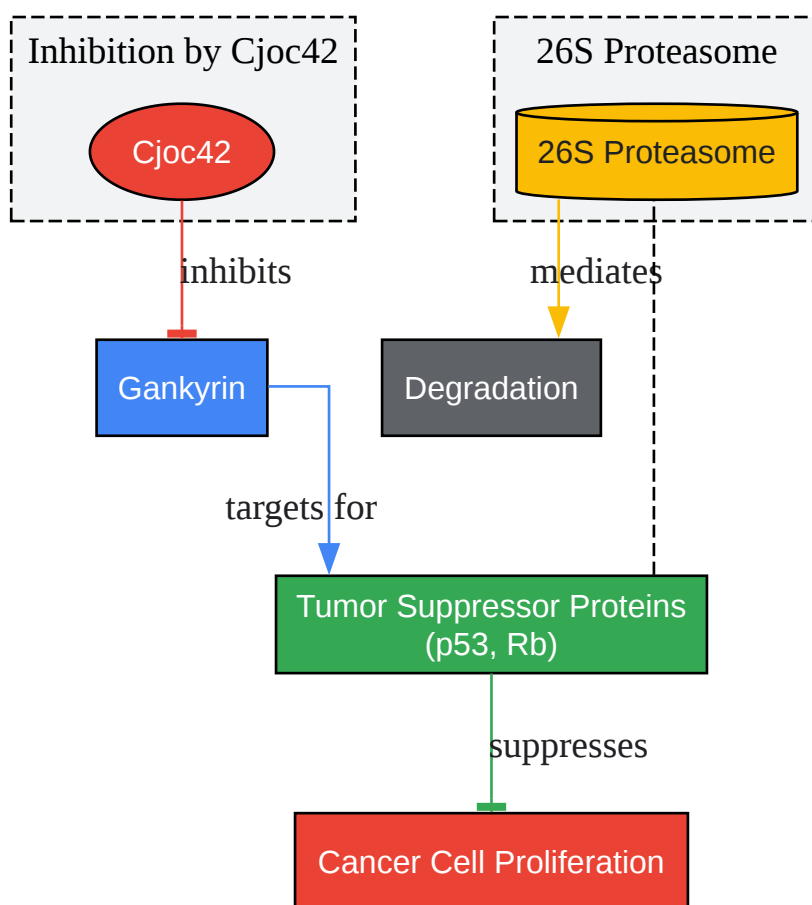 Inhibition by Cjoc42
26S Proteasome
Cjoc42
26S Proteasome
inhibits
mediates
Gankyrin
Degradation
targets for
Tumor Suppressor Proteins
(p53, Rb)
suppresses
Cancer Cell Proliferation